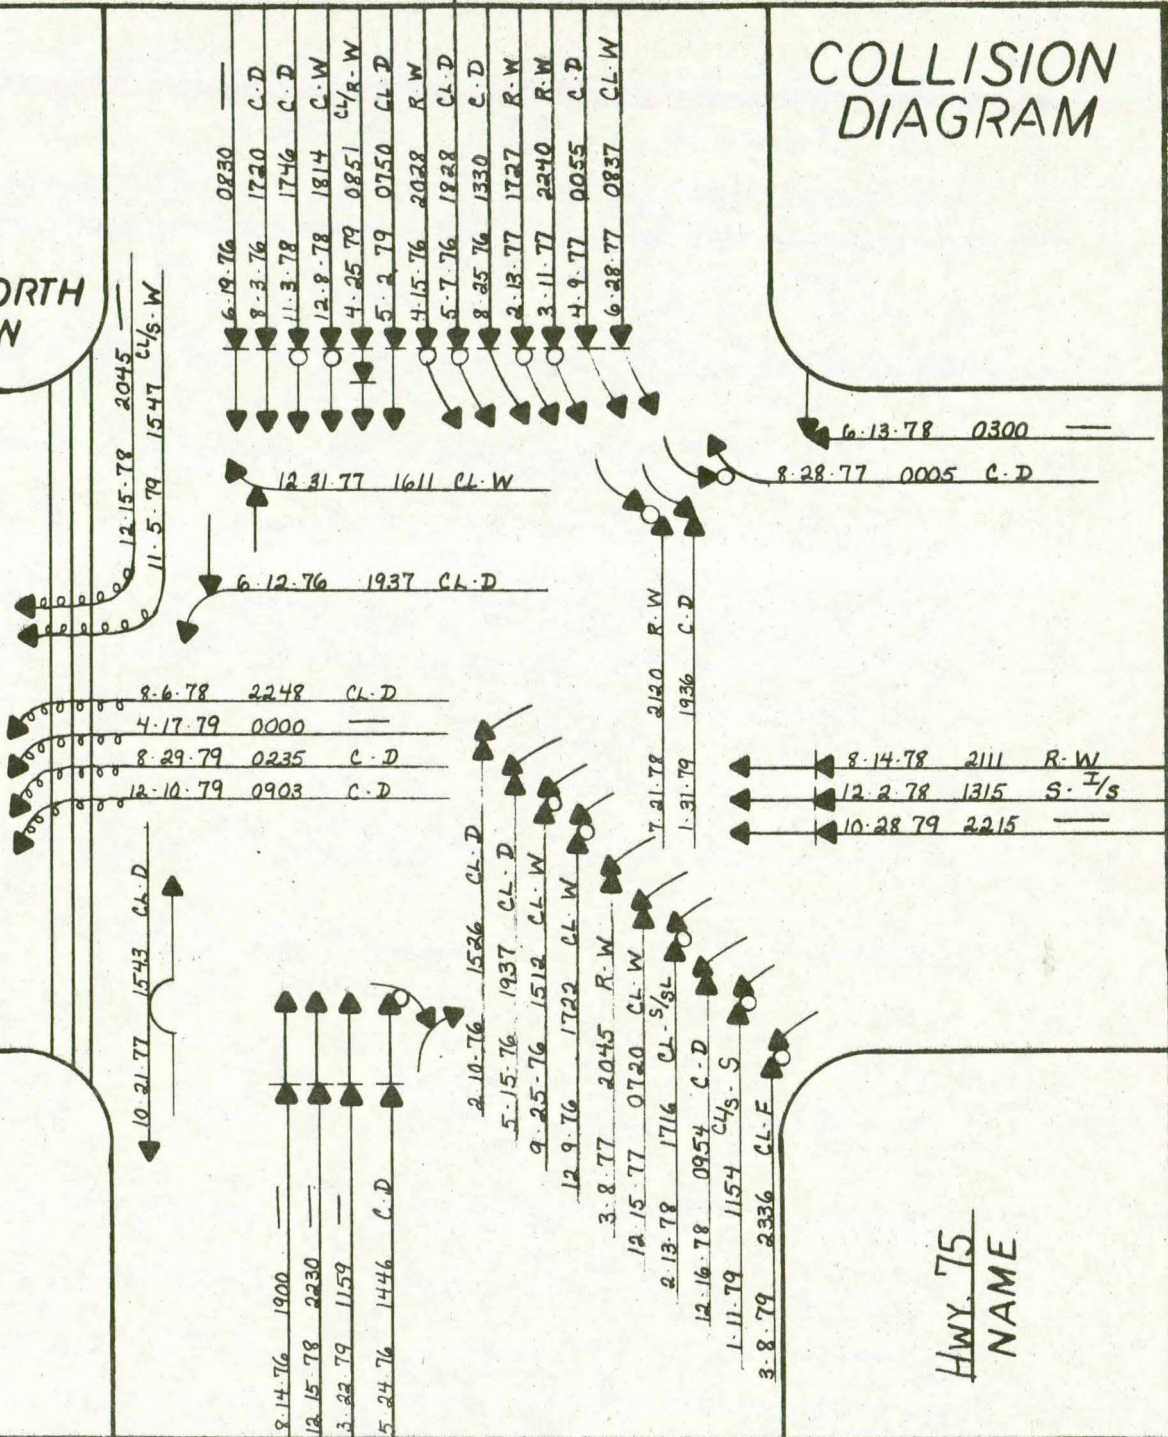 COLLISION
DIAGRAM
6·19·76 0830 —
8·3·76 1720 C·D
11·3·78 1746 C·D
12·8·78 1814 C·W
4·25·79 0851 CL/R·W
5·2·79 0750 CL·D
4·15·76 2028 R·W
5·7·76 1828 CL·D
8·25·76 1330 C·D
2·13·77 1727 R·W
3·11·77 2240 R·W
4·9·77 0055 C·D
6·28·77 0837 CL·W
ORTH
N
12·15·78 2045 —
11·5·79 1547 CL/S·W
6·13·78 0300 —
8·28·77 0005 C·D
12·31·77 1611 CL·W
6·12·76 1937 CL·D
7·21·78 2120 R·W
1·31·79 1936 C·D
8·6·78 2248 CL·D
4·17·79 0000 —
8·29·79 0235 C·D
12·10·79 0903 C·D
8·14·78 2111 R·W
12·2·78 1315 S·I/S
10·28·79 2215 —
10·21·77 1543 CL·D
2·10·76 1526 CL·D
5·15·76 1937 CL·D
9·25·76 1512 CL·W
12·9·76 1722 CL·W
3·8·77 2045 R·W
12·15·77 0720 CL·W
2·13·78 1716 CL·S/SL
12·16·78 0954 C·D
1·11·79 1154 CL/S·S
3·8·79 2336 CL·F
8·14·76 1900 —
12·15·78 2230 —
3·22·79 1159 —
5·24·76 1446 C·D
HWY. 75
NAME